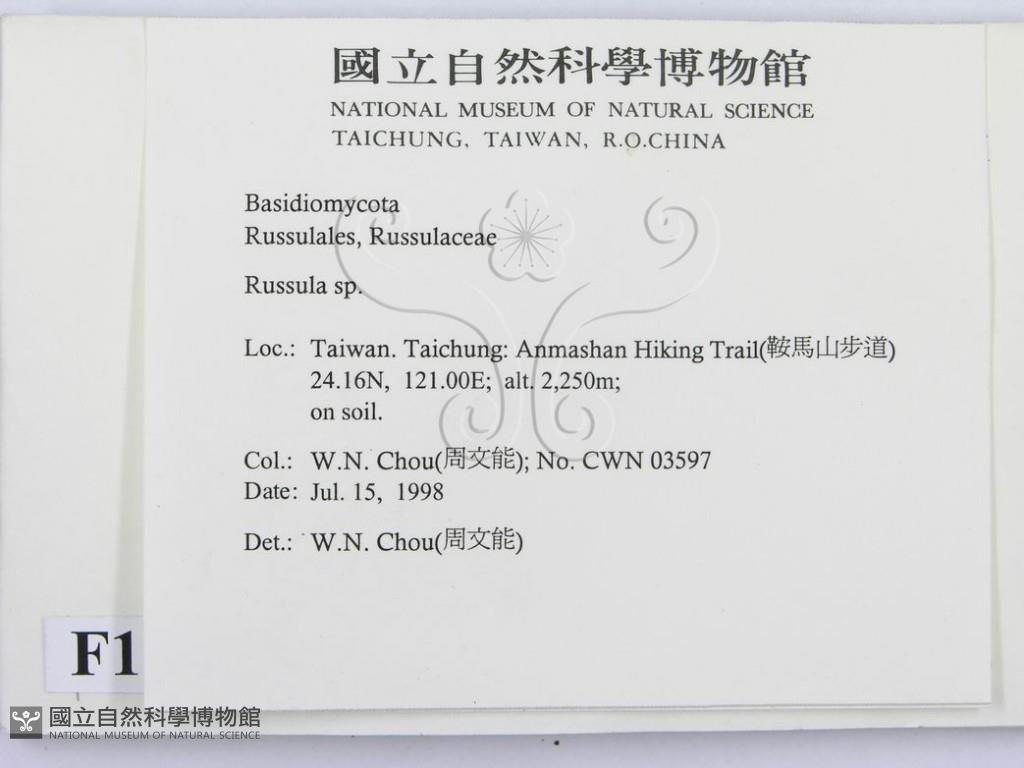 國立自然科學博物館
NATIONAL MUSEUM OF NATURAL SCIENCE
TAICHUNG, TAIWAN, R.O.CHINA
Basidiomycota
Russulales, Russulaceae
Russula sp.
Loc.: Taiwan. Taichung: Anmashan Hiking Trail(鞍馬山步道)
24.16N, 121.00E; alt. 2,250m;
on soil.
Col.: W.N. Chou(周文能); No. CWN 03597
Date: Jul. 15, 1998
Det.: W.N. Chou(周文能)
F1
國立自然科學博物館
NATIONAL MUSEUM OF NATURAL SCIENCE